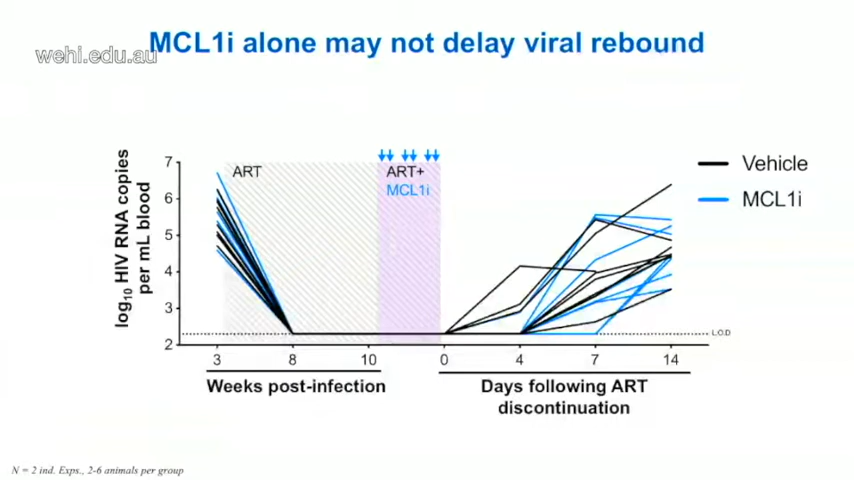 MCL1i alone may not delay viral rebound
wehi.edu.au
log10 HIV RNA copies
per mL blood
7
6
5
4
3
2
ART
ART+
MCL1i
Vehicle
MCL1i
L.O.D
3 8 10 0 4 7 14
Weeks post-infection
Days following ART
discontinuation
N = 2 ind. Exps., 2-6 animals per group